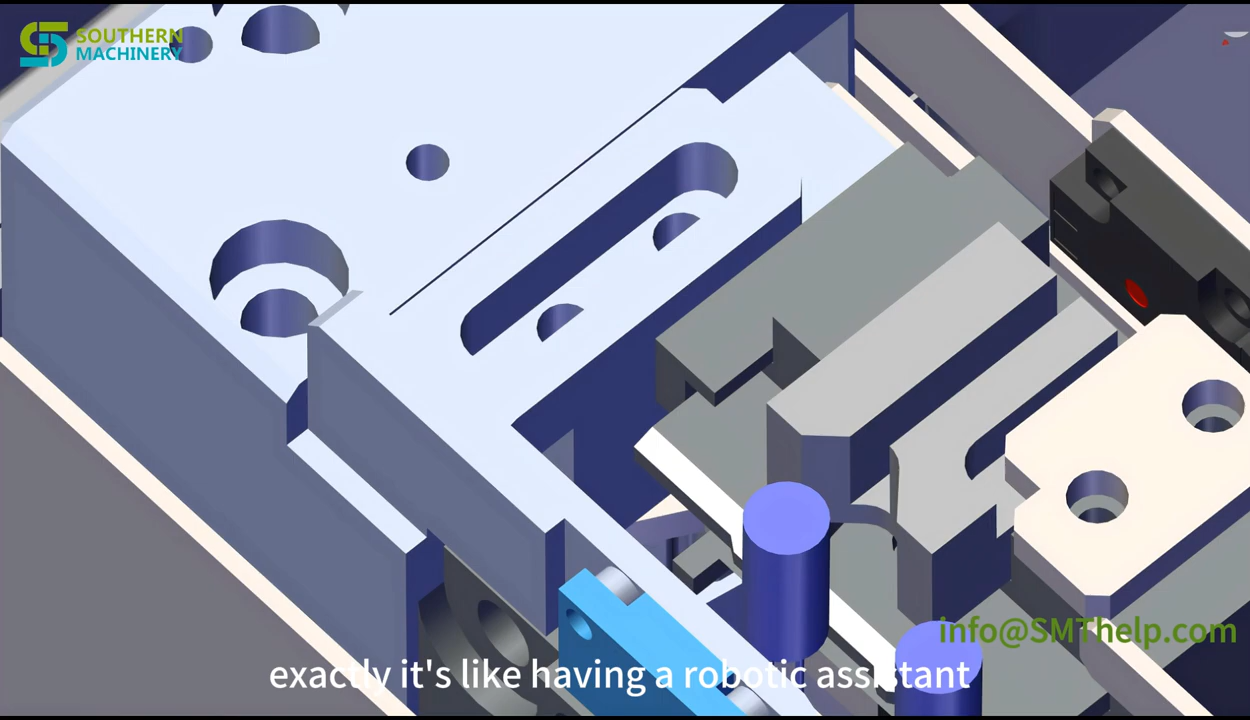 SOUTHERN
MACHINERY
info@SMThelp.com
exactly it's like having a robotic assistant